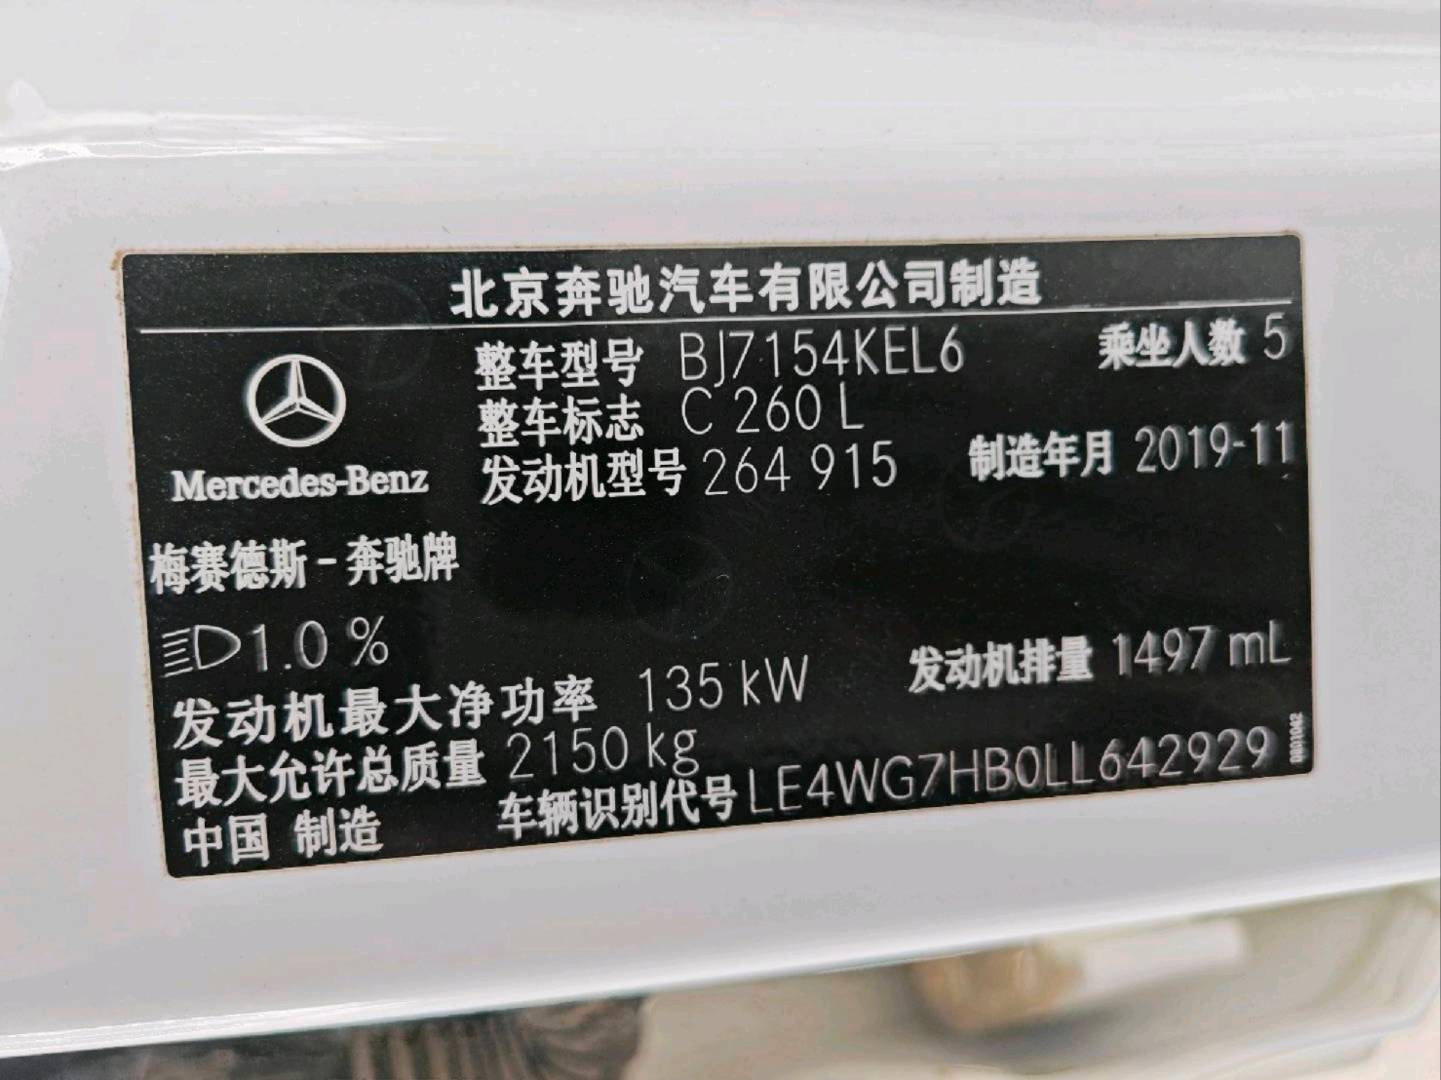 北京奔驰汽车有限公司制造
整车型号 BJ7154KEL6 乘坐人数 5
整车标志 C 260 L
发动机型号 264 915 制造年月 2019-11
Mercedes-Benz
梅赛德斯-奔驰牌
1.0 %
发动机最大净功率 135 kW 发动机排量 1497 mL
最大允许总质量 2150 kg
中国 制造 车辆识别代号 LE4WG7HB0LL642929